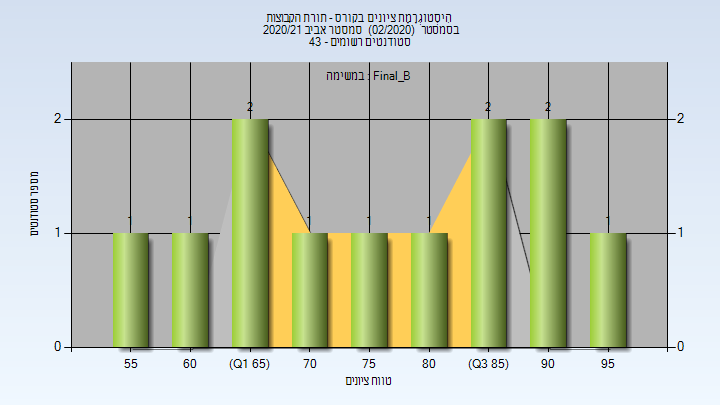 היסטוגרמת ציונים בקורס - תורת הקבוצות
בסמסטר (02/2020) סמסטר אביב 2020/21
סטודנטים רשומים - 43
במשימה : Final_B
2 2 2
1 1 1 1 1 1
2 2
1 1
0 0
מספר סטודנטים
55 60 (Q1 65) 70 75 80 (Q3 85) 90 95
טווח ציונים